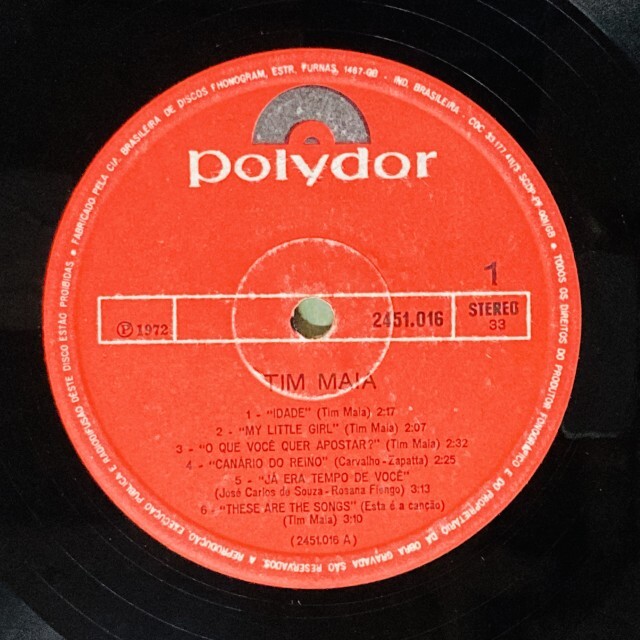 • FABRICADO PELA CIA. BRASILEIRA DE DISCOS PHONOGRAM, ESTR. FURNAS, 1467-GB - IND. BRASILEIRA -
polydor
1
℗ 1972
2451.016
STEREO
33
TIM MAIA
1 - "IDADE" (Tim Maia) 2:17
2 - "MY LITTLE GIRL" (Tim Maia) 2:07
3 - "O QUE VOCÊ QUER APOSTAR?" (Tim Maia) 2:32
4 - "CANÁRIO DO REINO" (Carvalho-Zapatta) 2:25
5 - "JÁ ERA TEMPO DE VOCÊ"
(José Carlos de Souza - Rosana Fiengo) 3:13
6 - "THESE ARE THE SONGS" (Esta é a canção)
(Tim Maia) 3:10
(2451.016 A)
• TODOS OS DIREITOS DO PRODUTOR FONOGRÁFICO E DO PROPRIETÁRIO DA OBRA GRAVADA SÃO RESERVADOS. A REPRODUÇÃO, EXECUÇÃO PÚBLICA E RADIODIFUSÃO DESTE DISCO ESTÃO PROIBIDAS